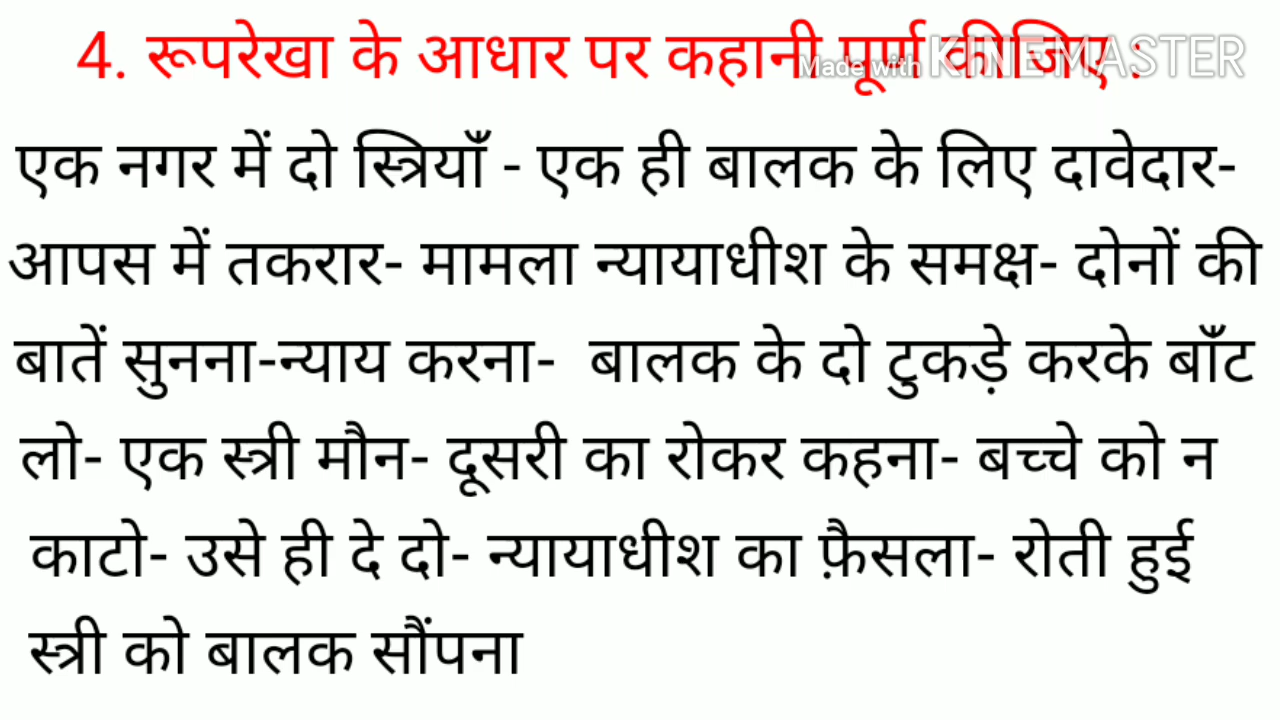 4. रूपरेखा के आधार पर कहानी पूर्ण कीजिए :
Made with KINEMASTER
एक नगर में दो स्त्रियाँ - एक ही बालक के लिए दावेदार-
आपस में तकरार- मामला न्यायाधीश के समक्ष- दोनों की
बातें सुनना-न्याय करना- बालक के दो टुकड़े करके बाँट
लो- एक स्त्री मौन- दूसरी का रोकर कहना- बच्चे को न
काटो- उसे ही दे दो- न्यायाधीश का फ़ैसला- रोती हुई
स्त्री को बालक सौंपना